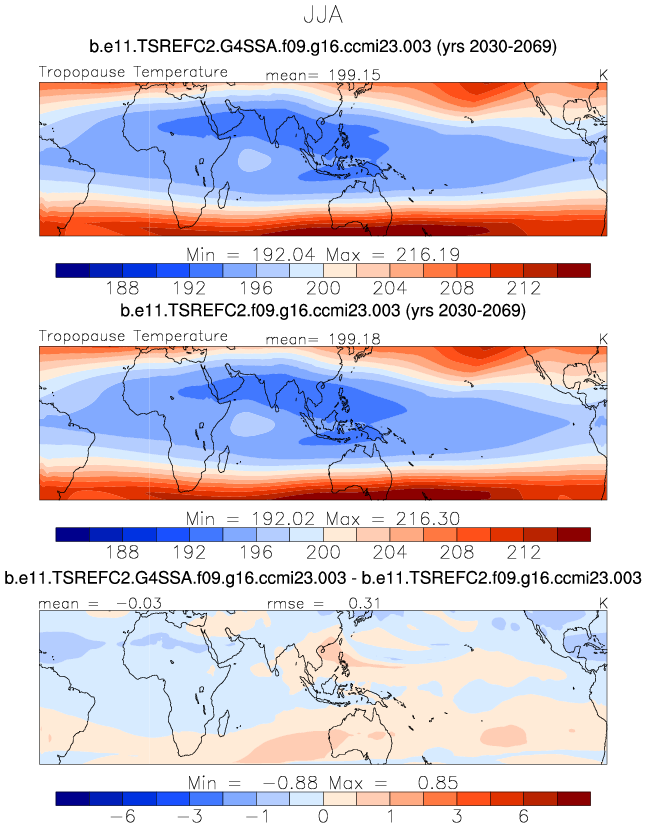 JJA
b.e11.TSREFC2.G4SSA.f09.g16.ccmi23.003 (yrs 2030-2069)
Tropopause Temperature mean= 199.15 K
Min = 192.04 Max = 216.19
188 192 196 200 204 208 212
b.e11.TSREFC2.f09.g16.ccmi23.003 (yrs 2030-2069)
Tropopause Temperature mean= 199.18 K
Min = 192.02 Max = 216.30
188 192 196 200 204 208 212
b.e11.TSREFC2.G4SSA.f09.g16.ccmi23.003 - b.e11.TSREFC2.f09.g16.ccmi23.003
mean = −0.03 rmse = 0.31 K
Min = −0.88 Max = 0.85
−6 −3 −1 0 1 3 6